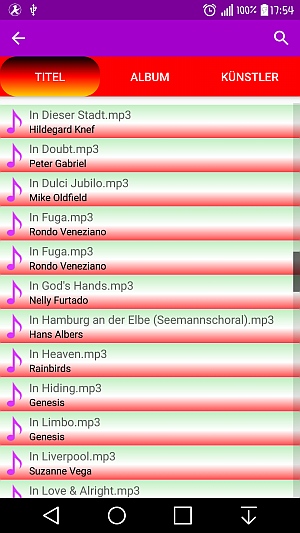 100% 17:54
TITEL ALBUM KÜNSTLER
In Dieser Stadt.mp3
Hildegard Knef
In Doubt.mp3
Peter Gabriel
In Dulci Jubilo.mp3
Mike Oldfield
In Fuga.mp3
Rondo Veneziano
In Fuga.mp3
Rondo Veneziano
In God's Hands.mp3
Nelly Furtado
In Hamburg an der Elbe (Seemannschoral).mp3
Hans Albers
In Heaven.mp3
Rainbirds
In Hiding.mp3
Genesis
In Limbo.mp3
Genesis
In Liverpool.mp3
Suzanne Vega
In Love & Alright.mp3